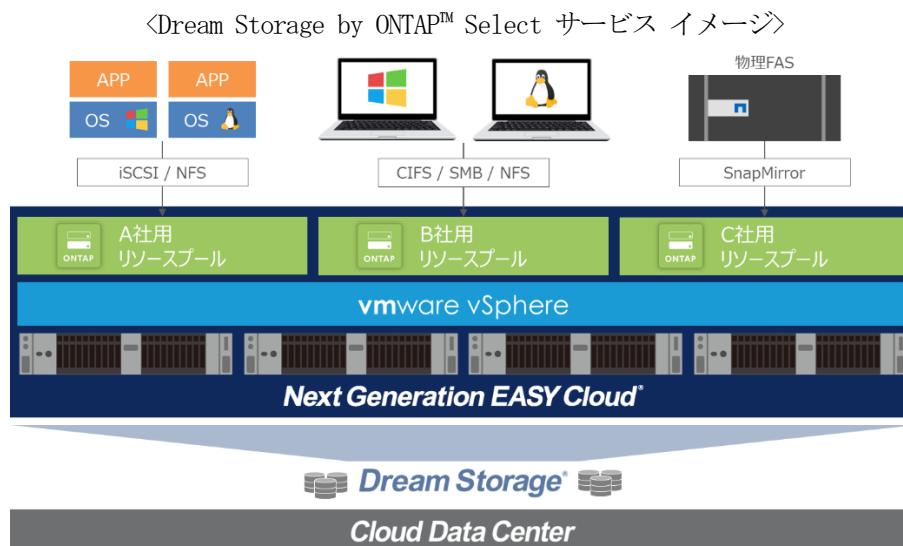 <Dream Storage by ONTAP™ Select サービス イメージ>
APP
APP
物理FAS
OS
OS
iSCSI / NFS
CIFS / SMB / NFS
SnapMirror
A社用
リソースプール
ONTAP
B社用
リソースプール
ONTAP
C社用
リソースプール
ONTAP
vmware vSphere
Next Generation EASY Cloud®
Dream Storage®
Cloud Data Center